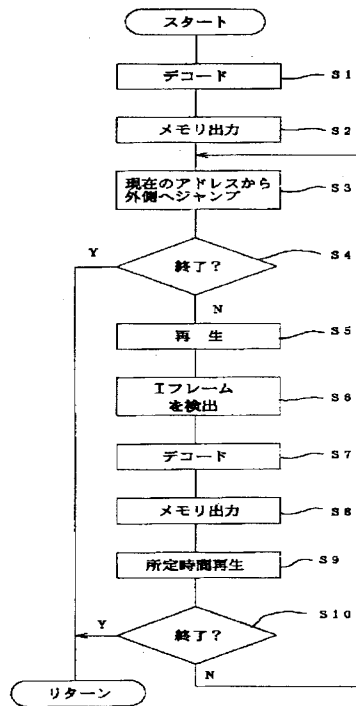 スタート
デコード
S1
メモリ出力
S2
現在のアドレスから
外側へジャンプ
S3
終了?
S4
Y
N
再 生
S5
Iフレーム
を検出
S6
デコード
S7
メモリ出力
S8
所定時間再生
S9
終了?
S10
Y
N
リターン